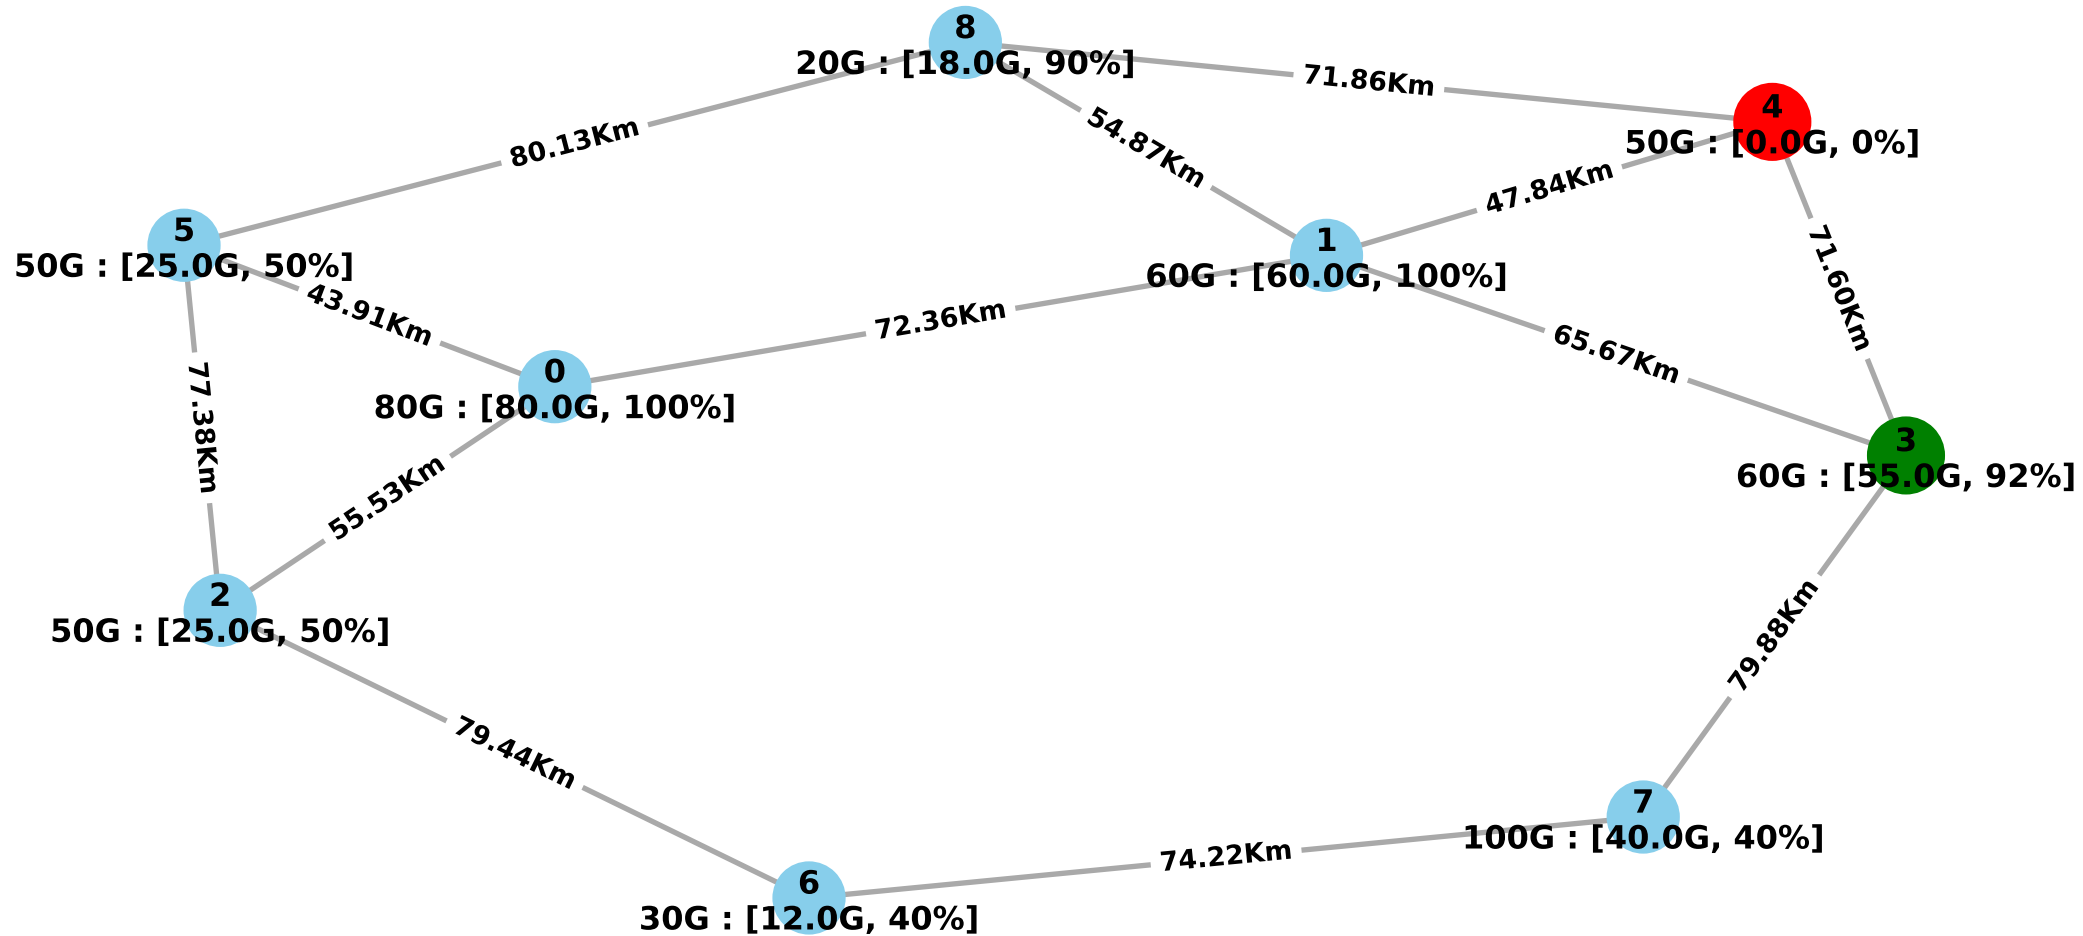 8
20G : [18.0G, 90%]
71.86Km
4
50G : [0.0G, 0%]
80.13Km
54.87Km
47.84Km
5
50G : [25.0G, 50%]
1
60G : [60.0G, 100%]
71.60Km
43.91Km
72.36Km
65.67Km
0
80G : [80.0G, 100%]
77.38Km
3
60G : [55.0G, 92%]
55.53Km
2
50G : [25.0G, 50%]
79.88Km
79.44Km
7
100G : [40.0G, 40%]
74.22Km
6
30G : [12.0G, 40%]